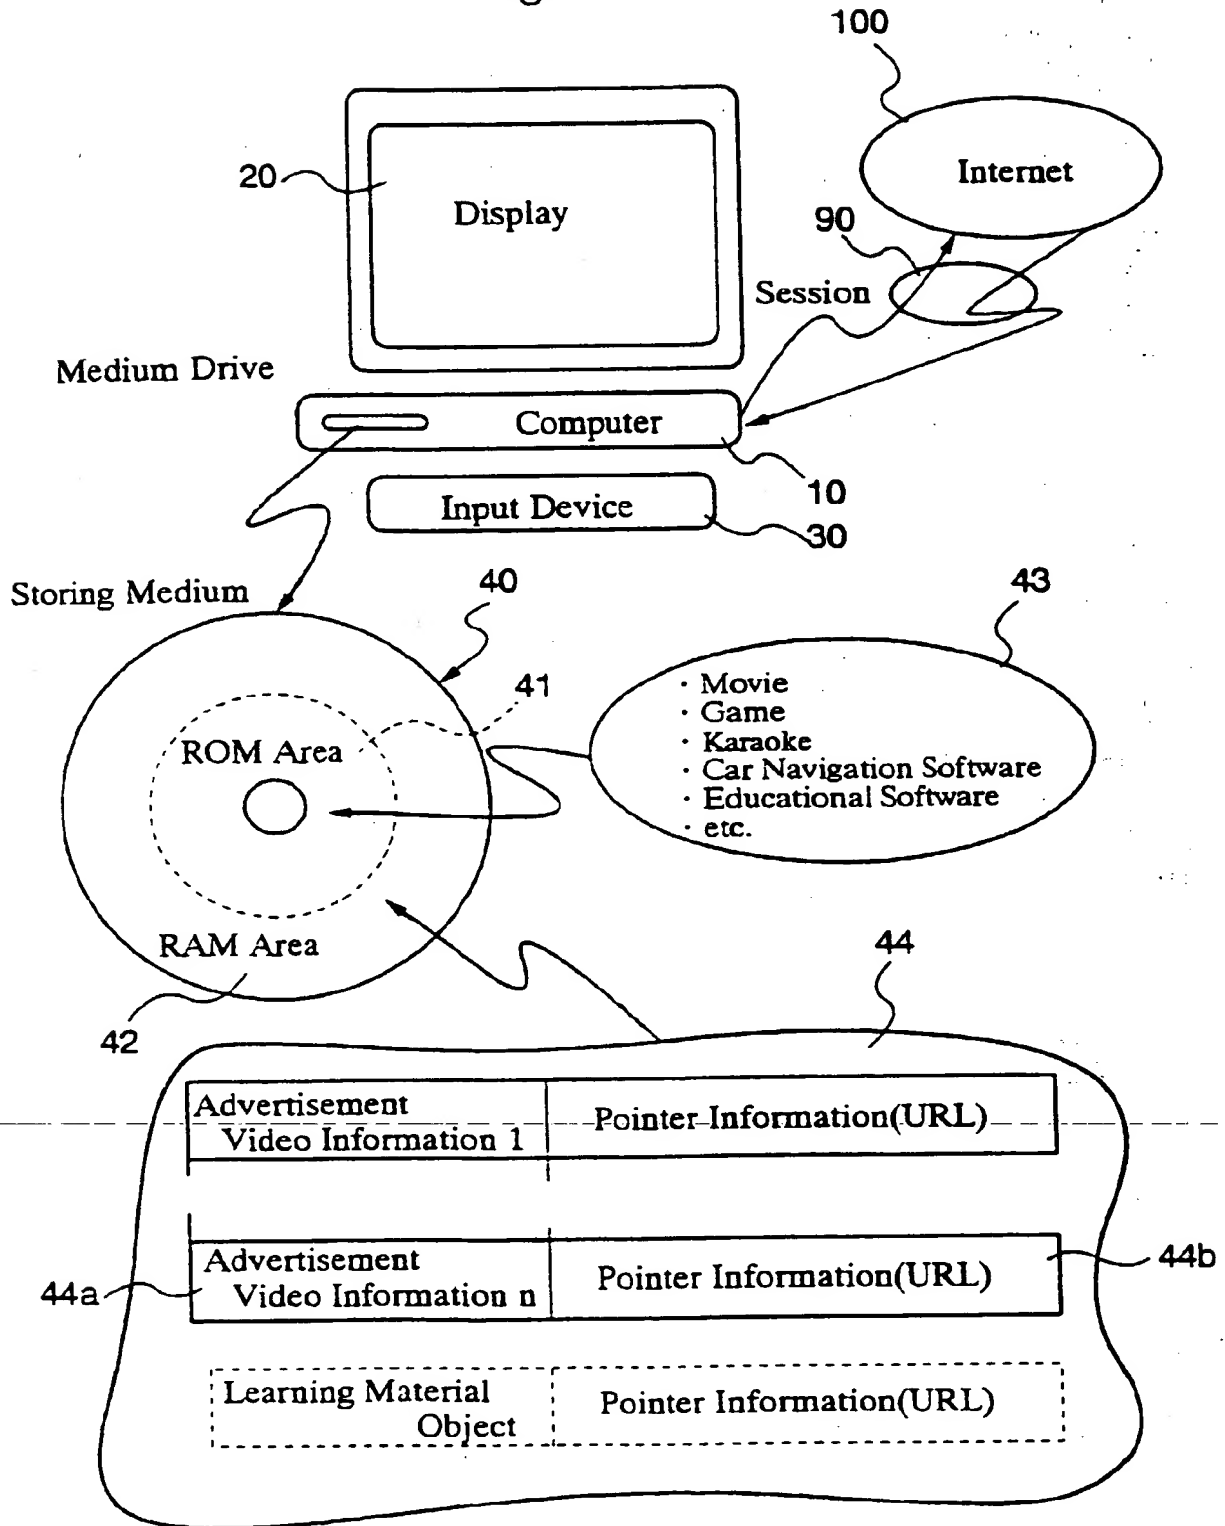 100
20
Display
Internet
90
Session
Medium Drive
Computer
10
Input Device
30
Storing Medium
40
43
41
ROM Area
· Movie
· Game
· Karaoke
· Car Navigation Software
· Educational Software
· etc.
RAM Area
42
44
Advertisement
Video Information 1
Pointer Information(URL)
Advertisement
Video Information n
Pointer Information(URL)
44a
44b
Learning Material
Object
Pointer Information(URL)